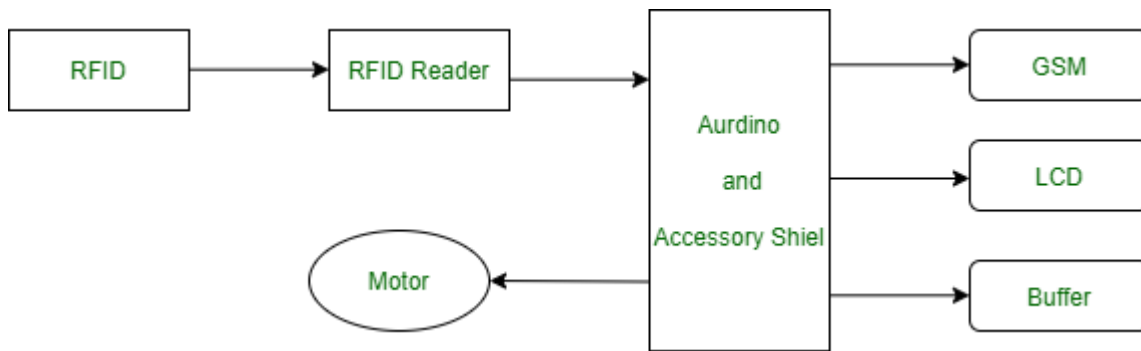 RFID
RFID Reader
Aurdino
and
Accessory Shiel
GSM
LCD
Buffer
Motor